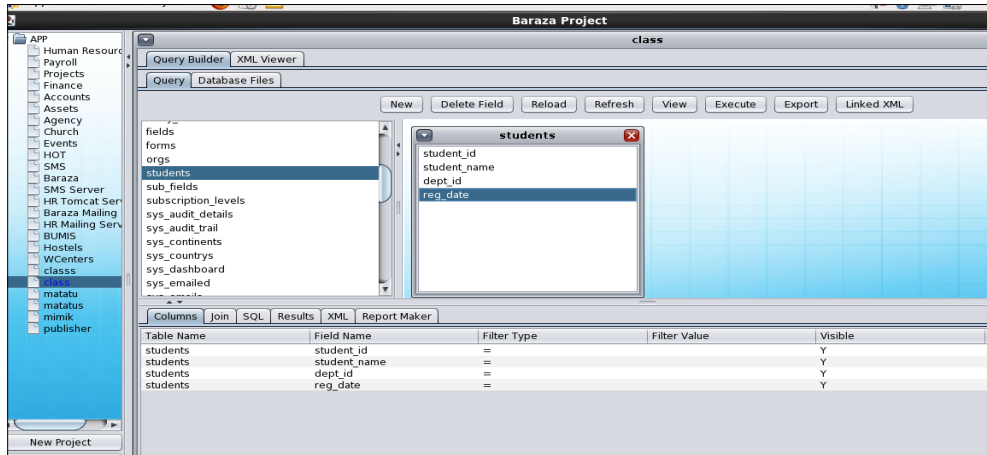 Baraza Project
APP
Human Resourc
Payroll
Projects
Finance
Accounts
Assets
Agency
Church
Events
HOT
SMS
Baraza
SMS Server
HR Tomcat Ser
Baraza Mailing
HR Mailing Serv
BUMIS
Hostels
WCenters
classs
class
matatu
matatus
mimik
publisher
New Project
class
Query Builder XML Viewer
Query Database Files
New Delete Field Reload Refresh View Execute Export Linked XML
fields
forms
orgs
students
sub_fields
subscription_levels
sys_audit_details
sys_audit_trail
sys_continents
sys_countrys
sys_dashboard
sys_emailed
students
student_id
student_name
dept_id
reg_date
Columns Join SQL Results XML Report Maker
Table Name Field Name Filter Type Filter Value Visible
students student_id = Y
students student_name = Y
students dept_id = Y
students reg_date = Y